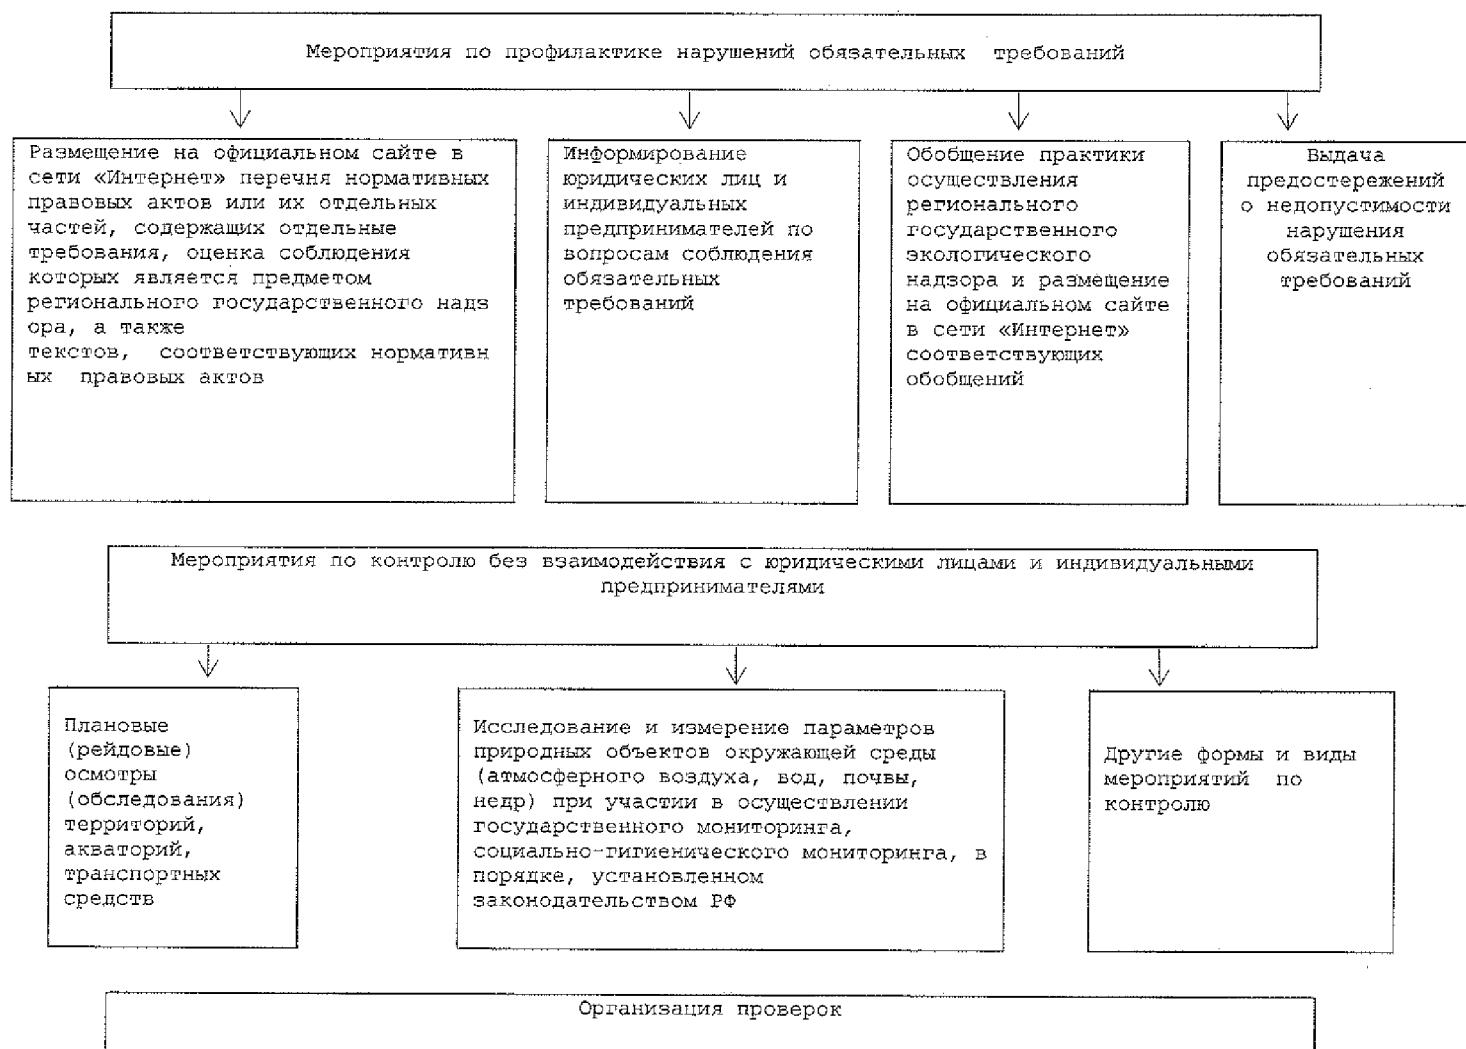 Мероприятия по профилактике нарушений обязательных требований
Размещение на официальном сайте в
сети «Интернет» перечня нормативных
правовых актов или их отдельных
частей, содержащих отдельные
требования, оценка соблюдения
которых является предметом
регионального государственного надз
ора, а также
текстов, соответствующих нормативн
ых правовых актов
Информирование
юридических лиц и
индивидуальных
предпринимателей по
вопросам соблюдения
обязательных
требований
Обобщение практики
осуществления
регионального
государственного
экологического
надзора и размещение
на официальном сайте
в сети «Интернет»
соответствующих
обобщений
Выдача
предостережений
о недопустимости
нарушения
обязательных
требований
Мероприятия по контролю без взаимодействия с юридическими лицами и индивидуальными
предпринимателями
Плановые
(рейдовые)
осмотры
(обследования)
территорий,
акваторий,
транспортных
средств
Исследование и измерение параметров
природных объектов окружающей среды
(атмосферного воздуха, вод, почвы,
недр) при участии в осуществлении
государственного мониторинга,
социально-гигиенического мониторинга, в
порядке, установленном
законодательством РФ
Другие формы и виды
мероприятий по
контролю
Организация проверок